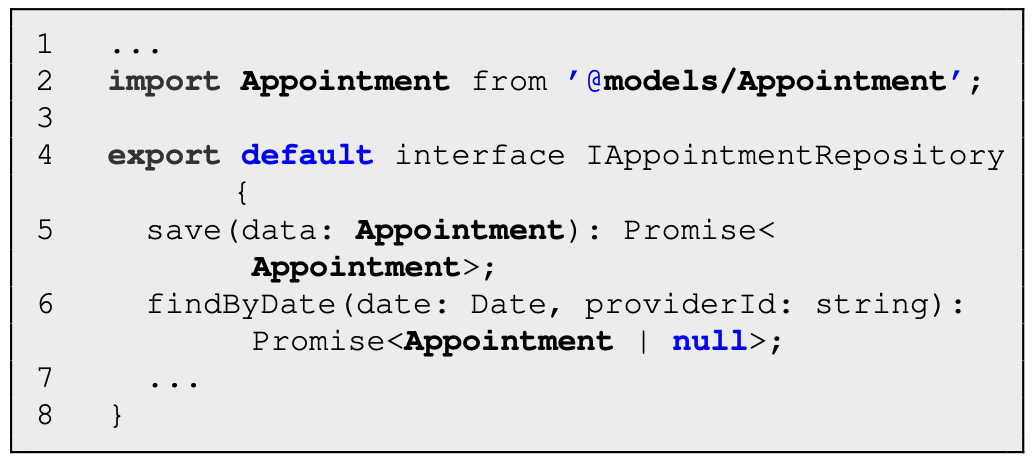 1 ...
2 import Appointment from '@models/Appointment';
3
4 export default interface IAppointmentRepository
{
5 save(data: Appointment): Promise<
Appointment>;
6 findByDate(date: Date, providerId: string):
Promise<Appointment | null>;
7 ...
8 }